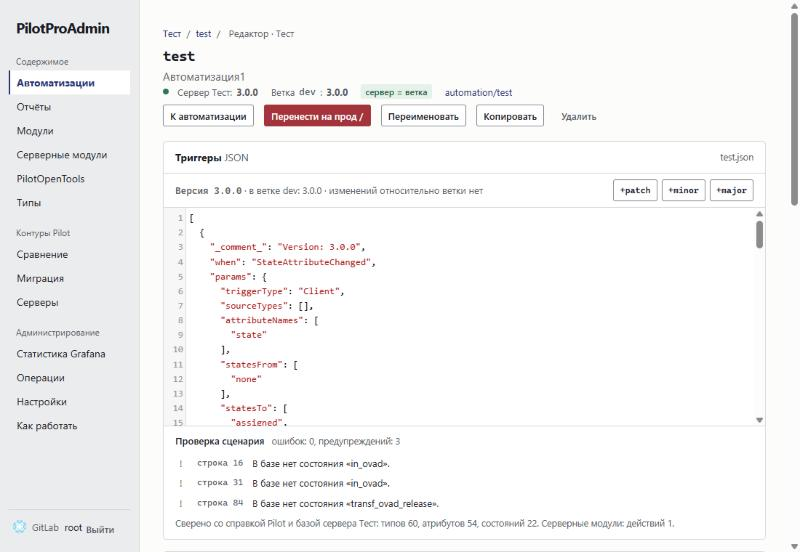 PilotProAdmin
Содержимое
Автоматизации
Отчёты
Модули
Серверные модули
PilotOpenTools
Типы
Контуры Pilot
Сравнение
Миграция
Серверы
Администрирование
Статистика Grafana
Операции
Настройки
Как работать
GitLab root Выйти
Тест / test / Редактор · Тест
test
Автоматизация1
Сервер Тест: 3.0.0 Ветка dev : 3.0.0 сервер = ветка automation/test
К автоматизации Перенести на прод / Переименовать Копировать Удалить
Триггеры JSON test.json
Версия 3.0.0 · в ветке dev: 3.0.0 · изменений относительно ветки нет +patch +minor +major
1 [
2 {
3 "_comment_": "Version: 3.0.0",
4 "when": "StateAttributeChanged",
5 "params": {
6 "triggerType": "Client",
7 "sourceTypes": [],
8 "attributeNames": [
9 "state"
10 ],
11 "statesFrom": [
12 "none"
13 ],
14 "statesTo": [
15 "assigned",
Проверка сценария ошибок: 0, предупреждений: 3
! строка 16 В базе нет состояния «in_ovad».
! строка 31 В базе нет состояния «in_ovad».
! строка 84 В базе нет состояния «transf_ovad_release».
Сверено со справкой Pilot и базой сервера Тест: типов 60, атрибутов 54, состояний 22. Серверные модули: действий 1.